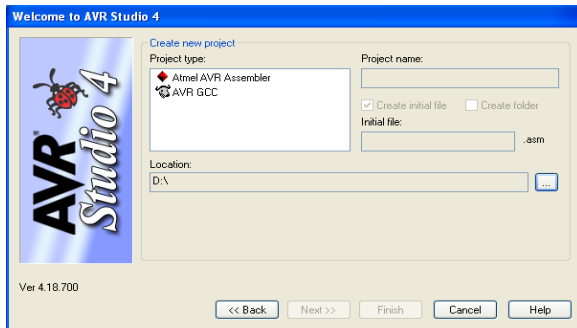 Welcome to AVR Studio 4
Create new project
Project type:
Atmel AVR Assembler
AVR GCC
Project name:
Create initial file
Create folder
Initial file:
.asm
Location:
D:\
...
AVR®
Studio 4
Ver 4.18.700
<< Back
Next >>
Finish
Cancel
Help